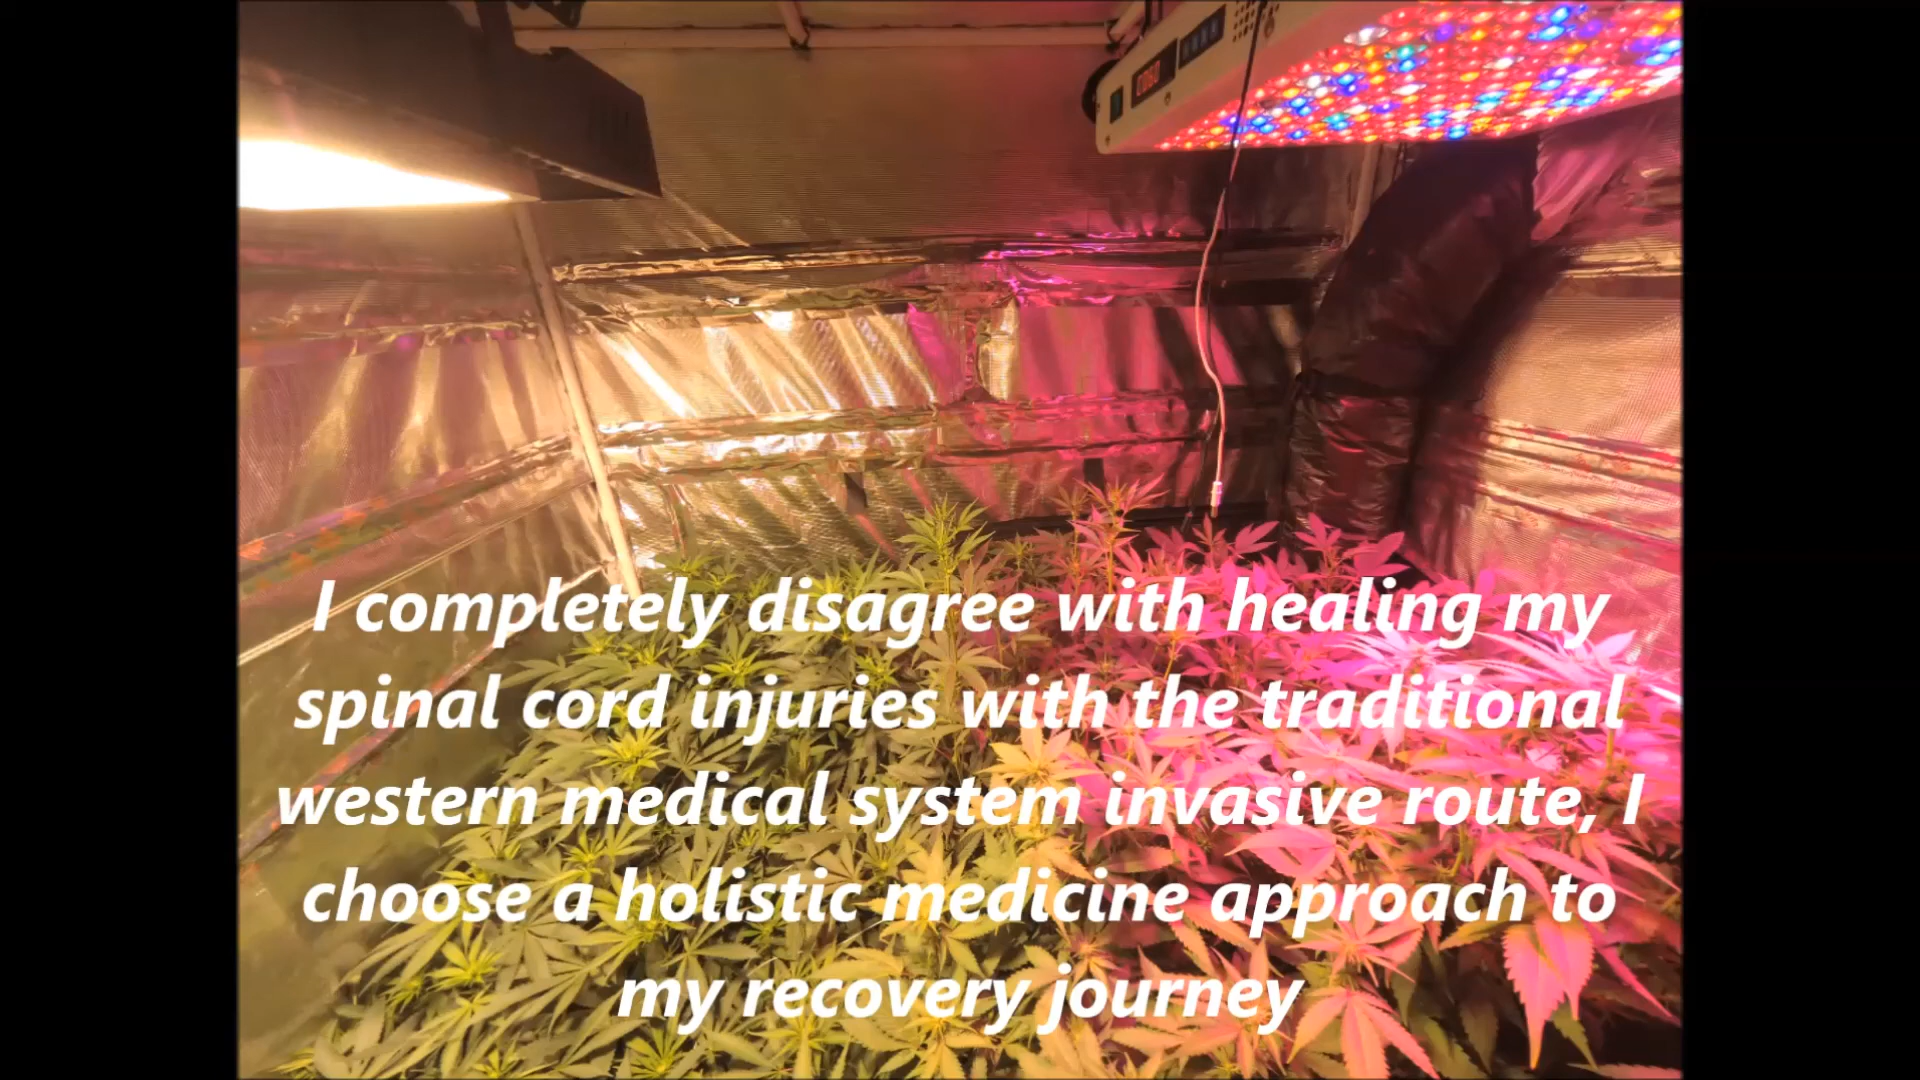 I completely disagree with healing my
spinal cord injuries with the traditional
western medical system invasive route, I
choose a holistic medicine approach to
my recovery journey